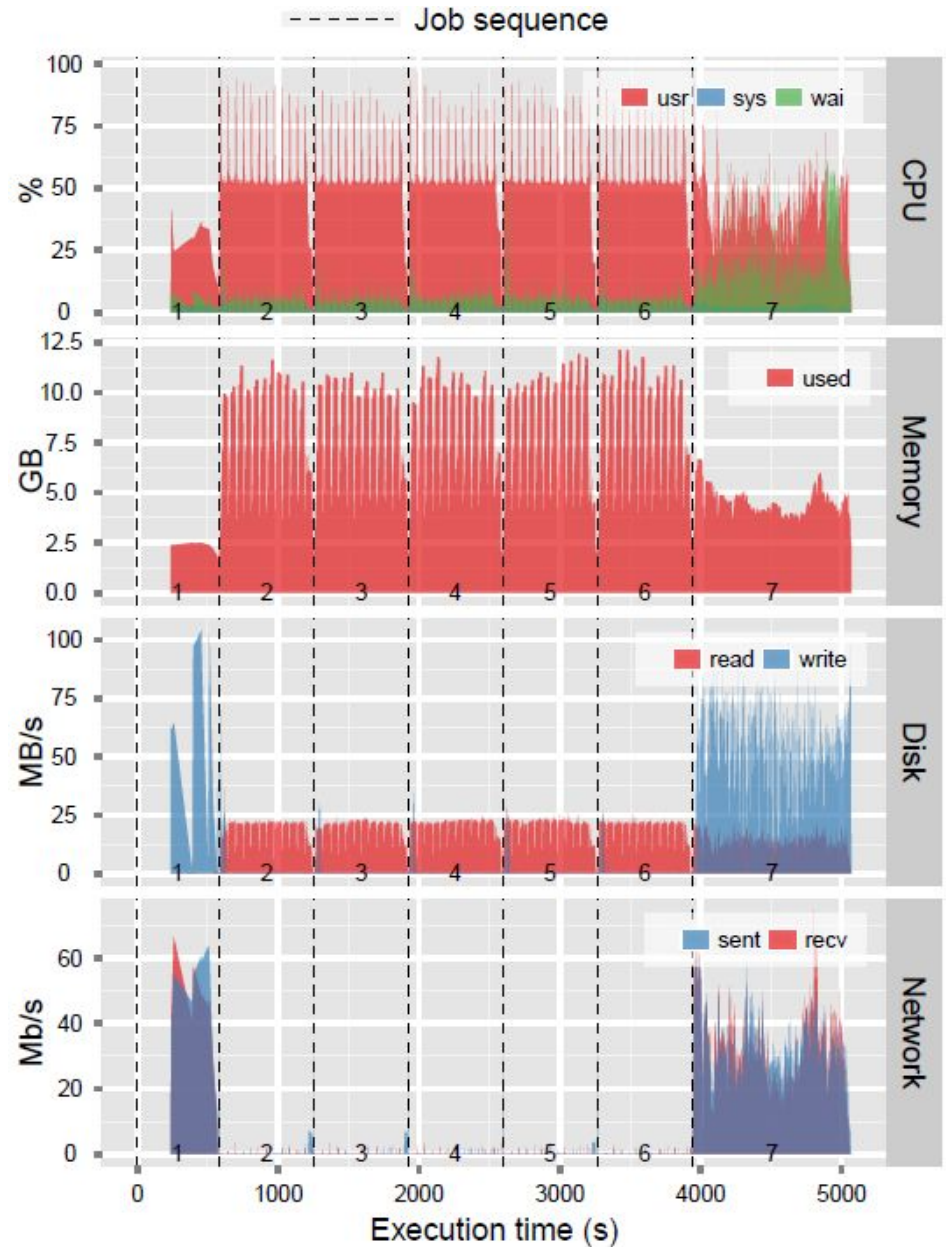 Job sequence
100
75
50
25
0
%
usr sys wai
CPU
1 2 3 4 5 6 7
12.5
10.0
7.5
5.0
2.5
0.0
GB
used
Memory
1 2 3 4 5 6 7
100
75
50
25
0
MB/s
read write
Disk
1 2 3 4 5 6 7
60
40
20
0
Mb/s
sent recv
Network
1 2 3 4 5 6 7
0 1000 2000 3000 4000 5000
Execution time (s)